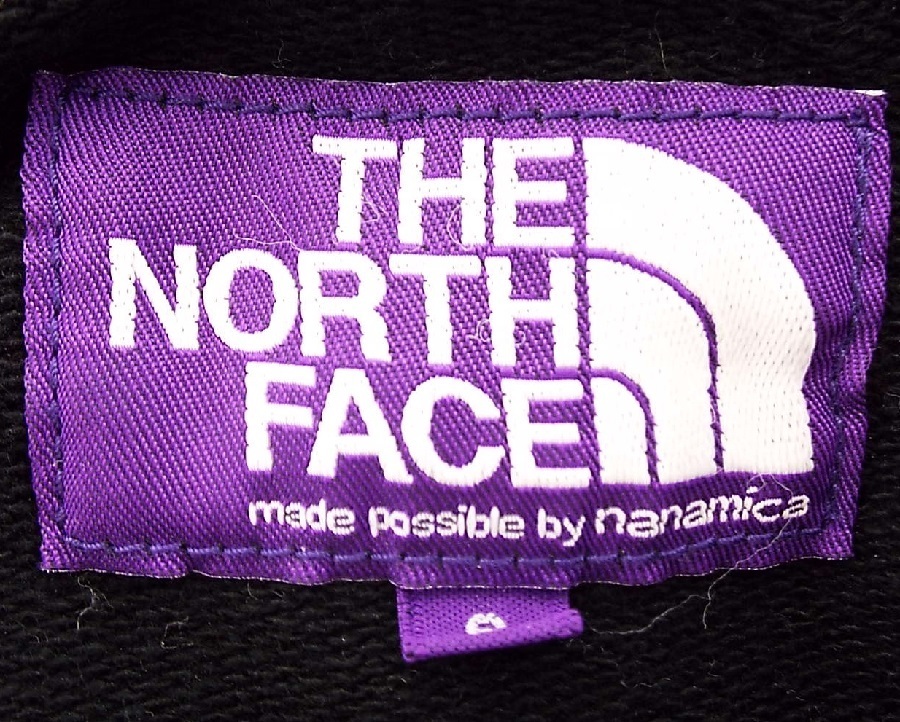 THE
NORTH
FACE
made possible by nanamica